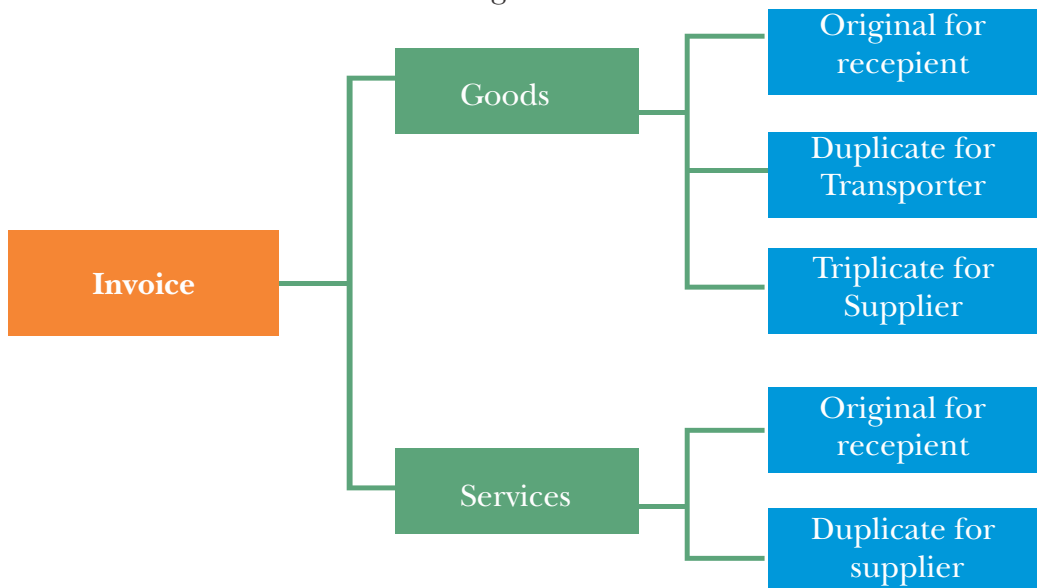 Goods
Original for
recepient
Duplicate for
Transporter
Triplicate for
Supplier
Invoice
Services
Original for
recepient
Duplicate for
supplier